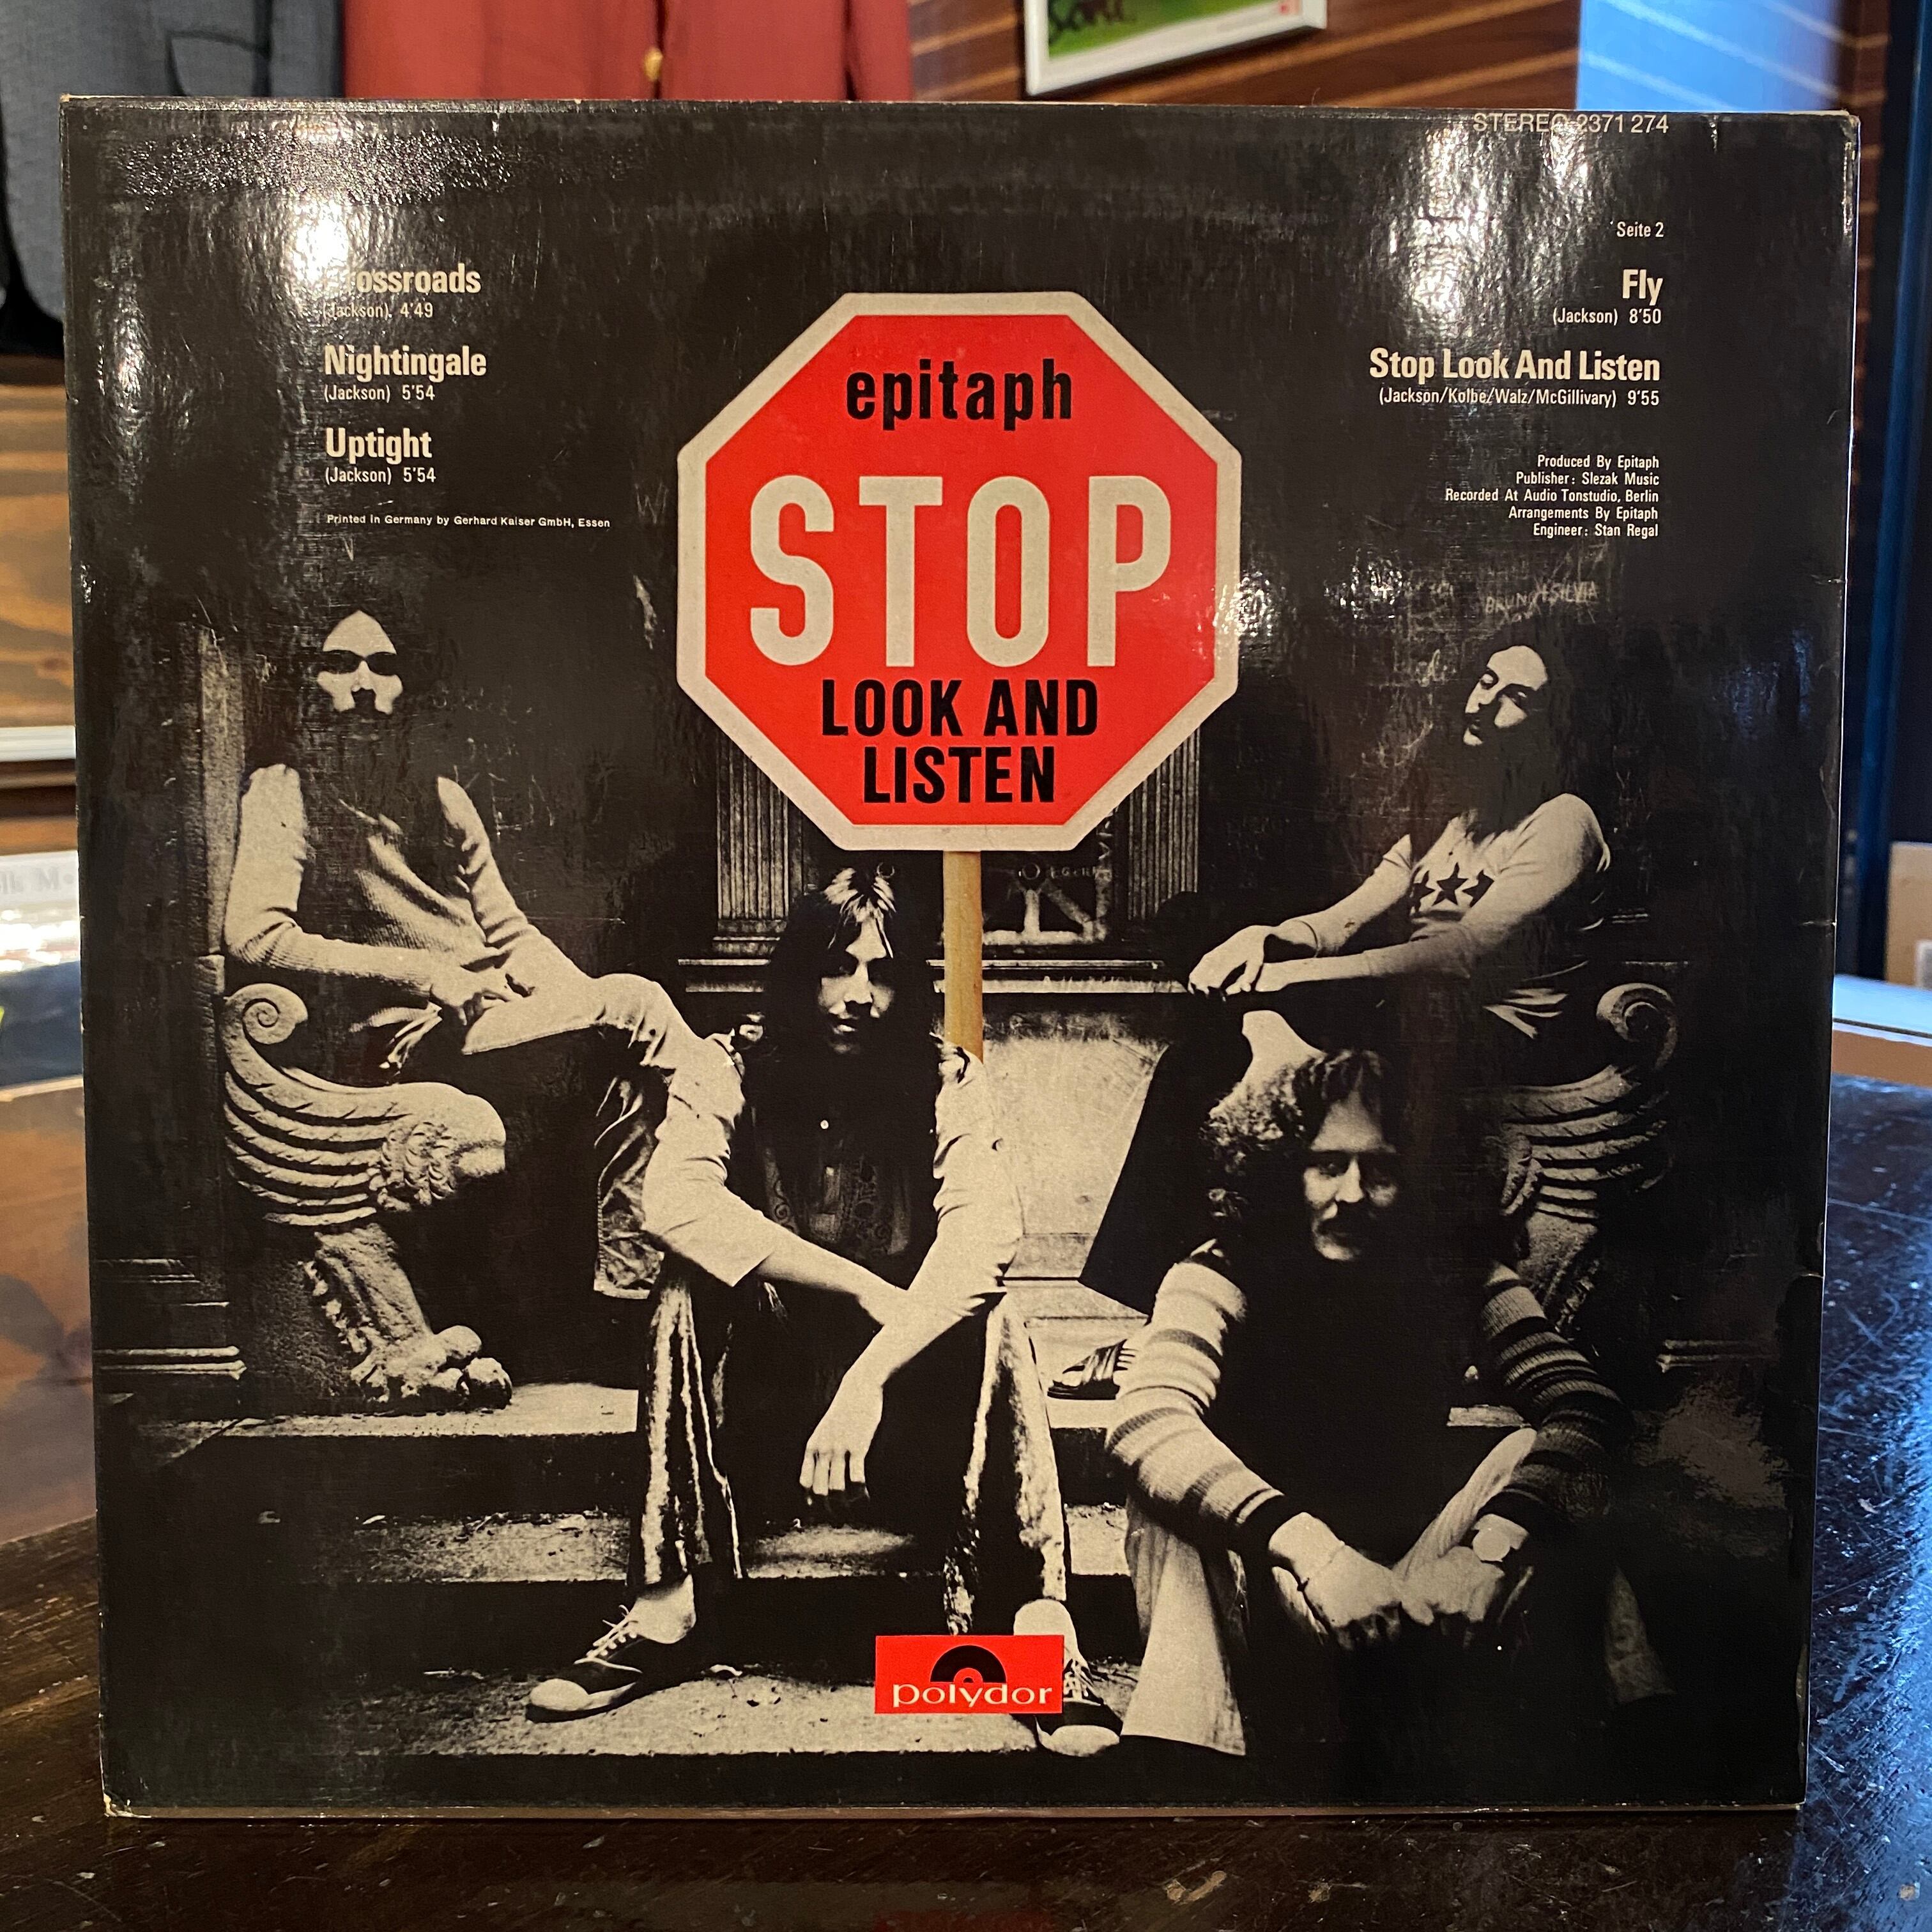 STEREO 2371 274
Crossroads
(Jackson) 4'49
Nightingale
(Jackson) 5'54
Uptight
(Jackson) 5'54
Printed in Germany by Gerhard Kaiser GmbH, Essen
epitaph
STOP
LOOK AND
LISTEN
Seite 2
Fly
(Jackson) 8'50
Stop Look And Listen
(Jackson/Kolbe/Walz/McGillivary) 9'55
Produced By Epitaph
Publisher: Slezak Music
Recorded At Audio Tonstudio, Berlin
Arrangements By Epitaph
Engineer: Stan Regal
BRUNO+SILVIA
polydor